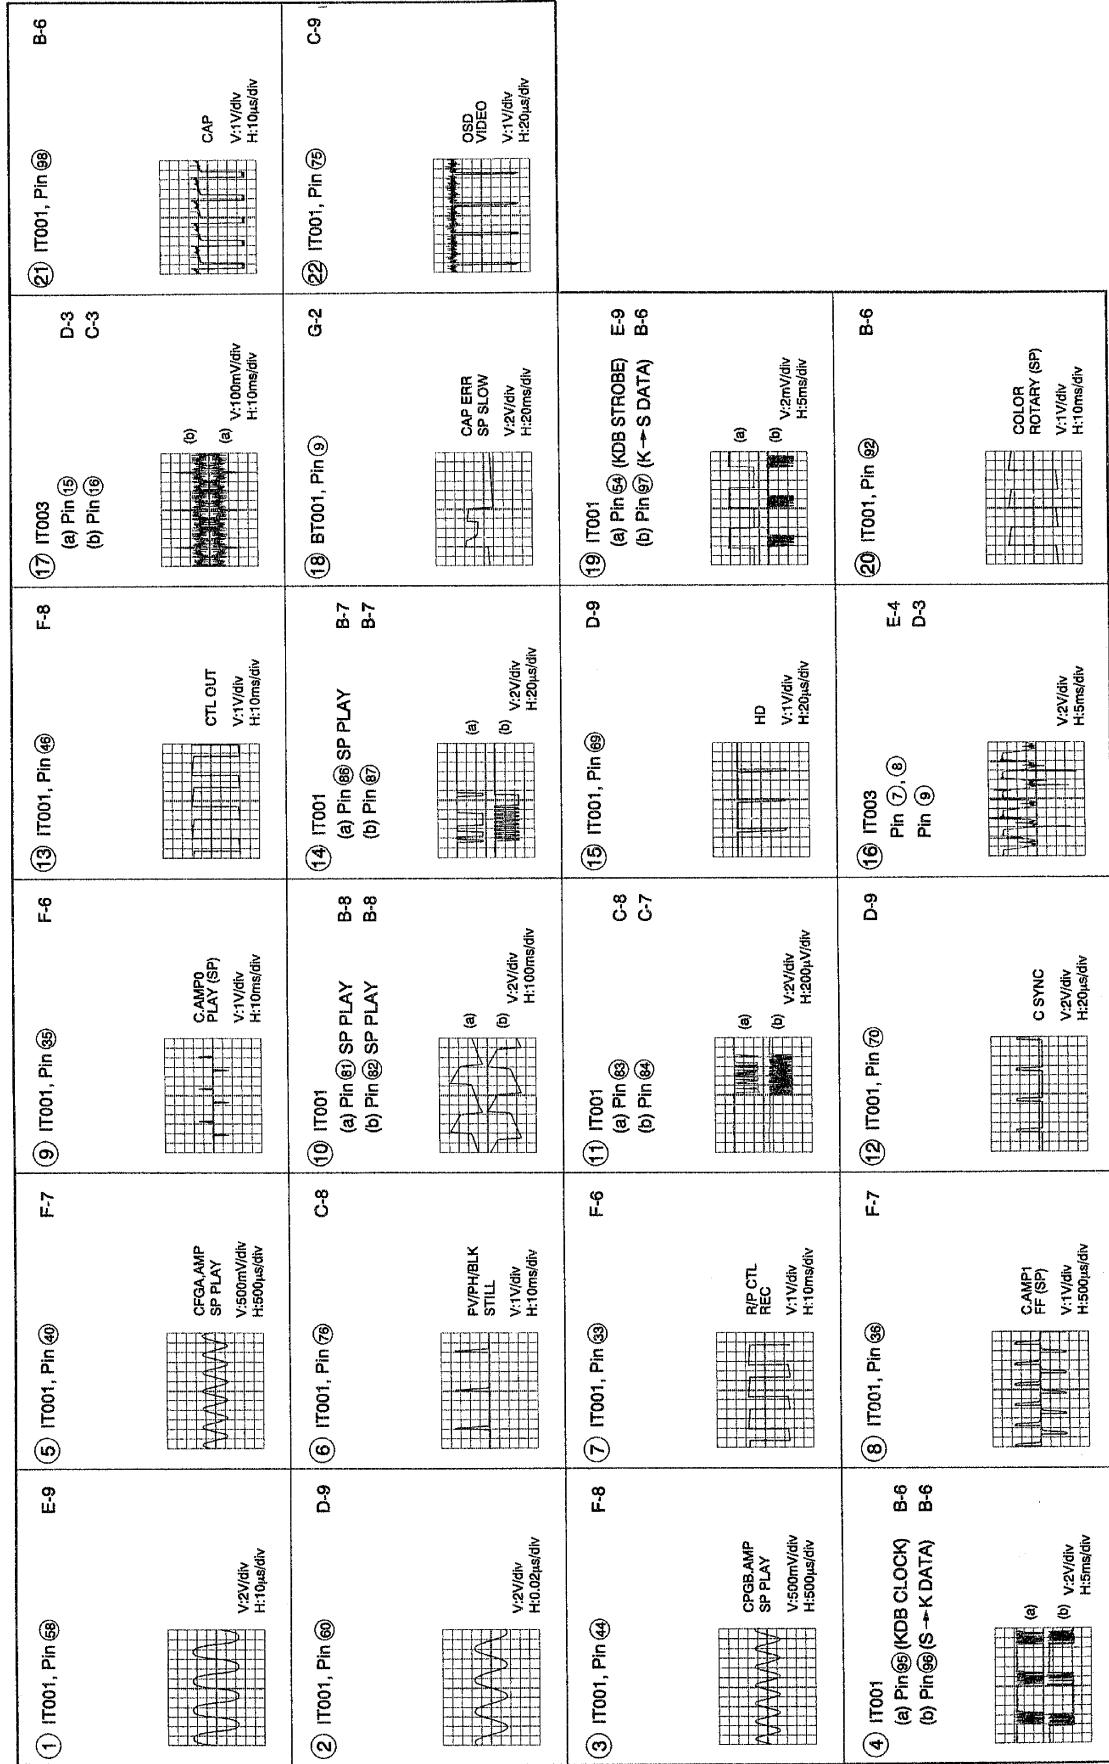 ① IT001, Pin 58 E-9
V:2V/div
H:10µs/div
② IT001, Pin 60 D-9
V:2V/div
H:0.02µs/div
③ IT001, Pin 44 F-8
CPGB.AMP
SP PLAY
V:500mV/div
H:500µs/div
④ IT001
(a) Pin 95 (KDB CLOCK) B-6
(b) Pin 96 (S→K DATA) B-6
(a)
(b)
V:2V/div
H:5ms/div
⑤ IT001, Pin 40 F-7
CFGA,AMP
SP PLAY
V:500mV/div
H:500µs/div
⑥ IT001, Pin 76 C-8
PV/PH/BLK
STILL
V:1V/div
H:10ms/div
⑦ IT001, Pin 33 F-6
R/P CTL
REC
V:1V/div
H:10ms/div
⑧ IT001, Pin 36 F-7
C.AMP1
FF (SP)
V:1V/div
H:500µs/div
⑨ IT001, Pin 35 F-6
C.AMP0
PLAY (SP)
V:1V/div
H:10ms/div
⑩ IT001
(a) Pin 81 SP PLAY B-8
(b) Pin 82 SP PLAY B-8
(a)
(b)
V:2V/div
H:100ms/div
⑪ IT001
(a) Pin 83 C-8
(b) Pin 84 C-7
(a)
(b)
V:2V/div
H:200µV/div
⑫ IT001, Pin 70 D-9
C SYNC
V:2V/div
H:20µs/div
⑬ IT001, Pin 46 F-8
CTL OUT
V:1V/div
H:10ms/div
⑭ IT001
(a) Pin 86 SP PLAY B-7
(b) Pin 87 B-7
(a)
(b)
V:2V/div
H:20µs/div
⑮ IT001, Pin 69 D-9
HD
V:1V/div
H:20µs/div
⑯ IT003
Pin ⑦, ⑧ E-4
Pin ⑨ D-3
V:2V/div
H:5ms/div
⑰ IT003
(a) Pin 15 D-3
(b) Pin 16 C-3
(b)
(a)
V:100mV/div
H:10ms/div
⑱ BT001, Pin ⑨ G-2
CAP ERR
SP SLOW
V:2V/div
H:20ms/div
⑲ IT001
(a) Pin 54 (KDB STROBE) E-9
(b) Pin 97 (K→S DATA) B-6
(a)
(b)
V:2mV/div
H:5ms/div
⑳ IT001, Pin 92 B-6
COLOR
ROTARY (SP)
V:1V/div
H:10ms/div
㉑ IT001, Pin 98 B-6
CAP
V:1V/div
H:10µs/div
㉒ IT001, Pin 75 C-9
OSD
VIDEO
V:1V/div
H:20µs/div